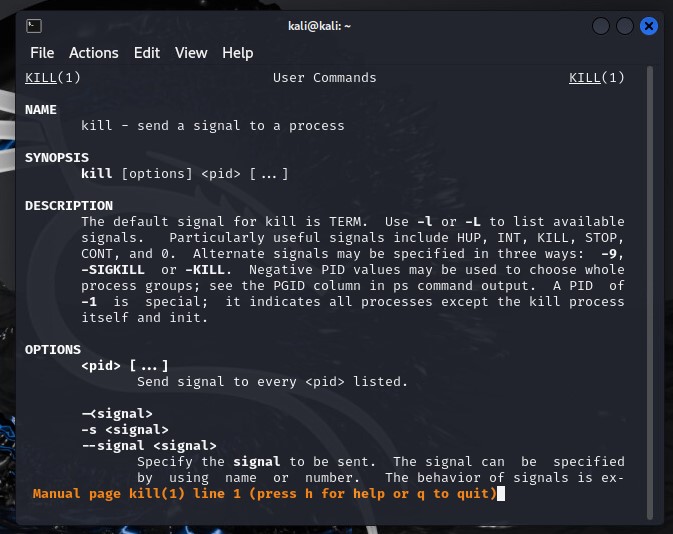 kali@kali: ~
File Actions Edit View Help
KILL(1) User Commands KILL(1)
NAME
kill - send a signal to a process
SYNOPSIS
kill [options] <pid> [...]
DESCRIPTION
The default signal for kill is TERM. Use -l or -L to list available
signals. Particularly useful signals include HUP, INT, KILL, STOP,
CONT, and 0. Alternate signals may be specified in three ways: -9,
-SIGKILL or -KILL. Negative PID values may be used to choose whole
process groups; see the PGID column in ps command output. A PID of
-1 is special; it indicates all processes except the kill process
itself and init.
OPTIONS
<pid> [...]
Send signal to every <pid> listed.
-<signal>
-s <signal>
--signal <signal>
Specify the signal to be sent. The signal can be specified
by using name or number. The behavior of signals is ex-
Manual page kill(1) line 1 (press h for help or q to quit)